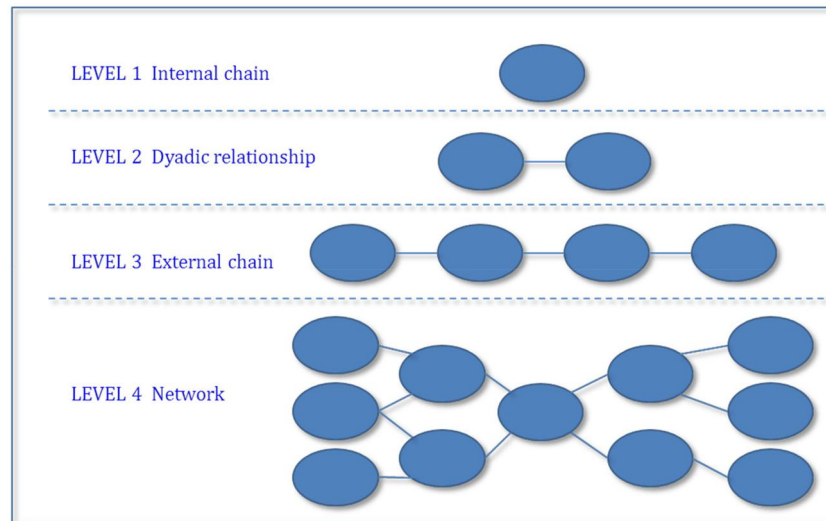 LEVEL 1 Internal chain
LEVEL 2 Dyadic relationship
LEVEL 3 External chain
LEVEL 4 Network